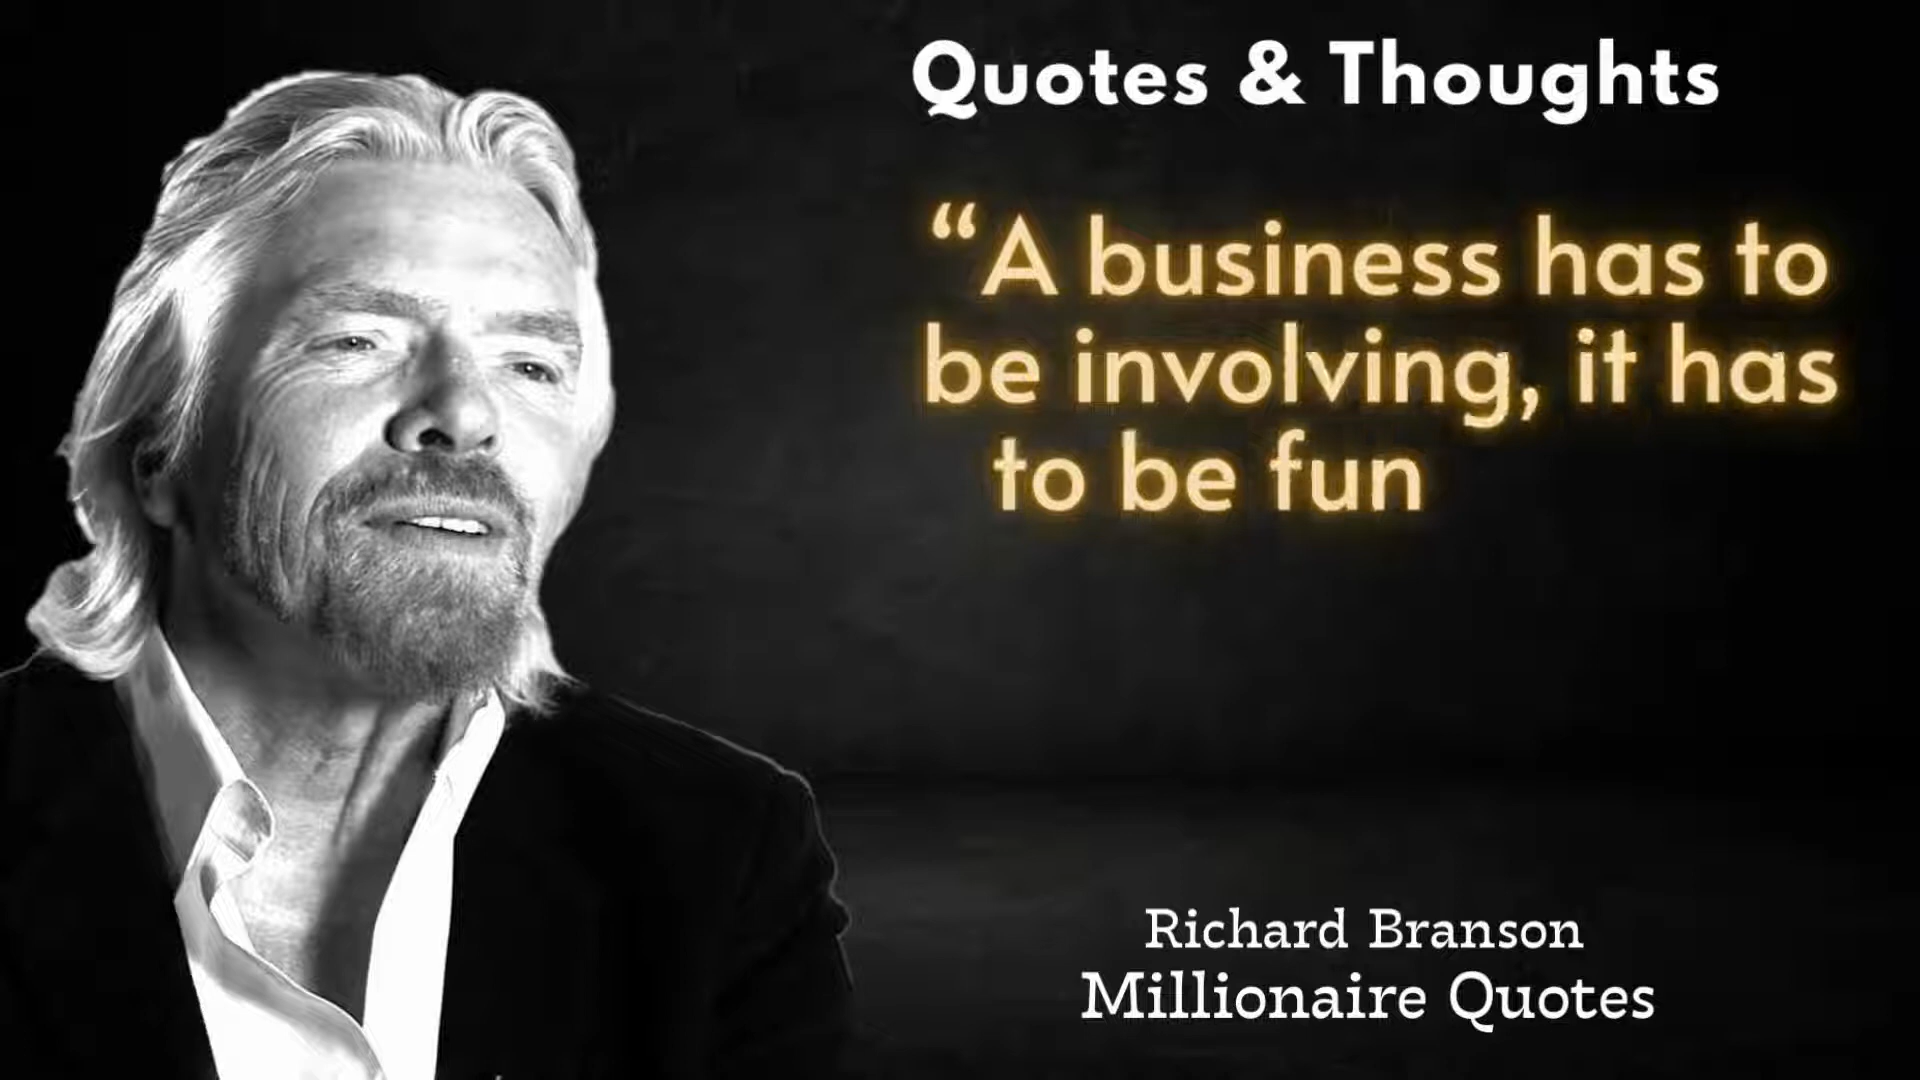 Quotes & Thoughts
“A business has to
be involving, it has
to be fun
Richard Branson
Millionaire Quotes